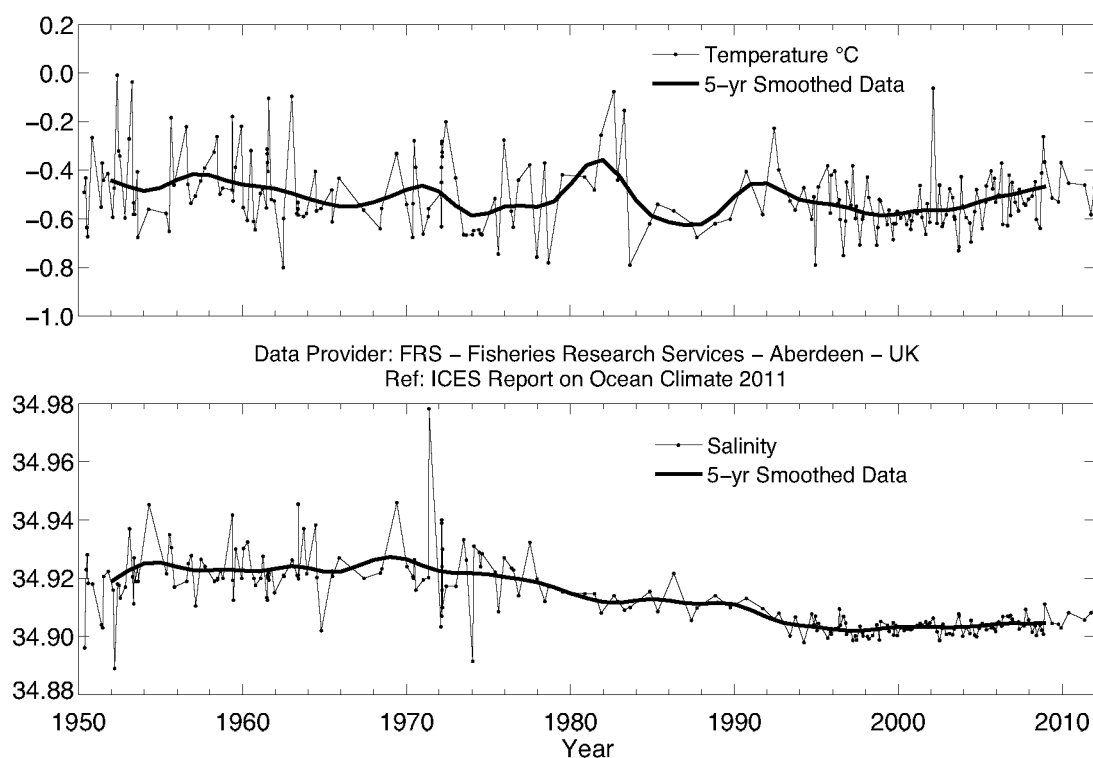 0.2
0.0
−0.2
−0.4
−0.6
−0.8
−1.0
Temperature °C
5−yr Smoothed Data
Data Provider: FRS − Fisheries Research Services − Aberdeen − UK
Ref: ICES Report on Ocean Climate 2011
34.98
34.96
34.94
34.92
34.90
34.88
Salinity
5−yr Smoothed Data
1950 1960 1970 1980 1990 2000 2010
Year